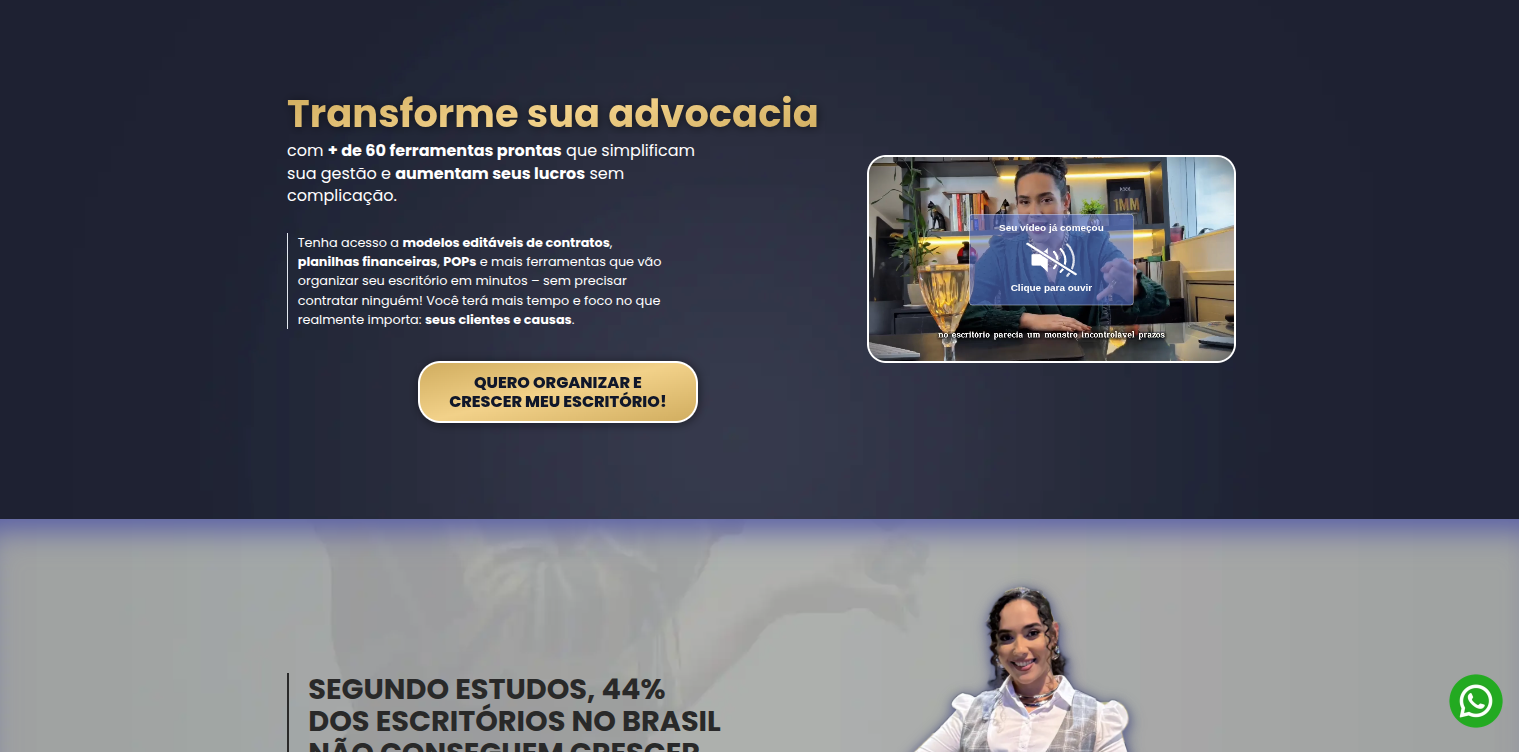 Transforme sua advocacia
com + de 60 ferramentas prontas que simplificam
sua gestão e aumentam seus lucros sem
complicação.
Tenha acesso a modelos editáveis de contratos,
planilhas financeiras, POPs e mais ferramentas que vão
organizar seu escritório em minutos – sem precisar
contratar ninguém! Você terá mais tempo e foco no que
realmente importa: seus clientes e causas.
QUERO ORGANIZAR E
CRESCER MEU ESCRITÓRIO!
1MM
Seu vídeo já começou
Clique para ouvir
no escritório parecia um monstro incontrolável prazos
SEGUNDO ESTUDOS, 44%
DOS ESCRITÓRIOS NO BRASIL
NÃO CONSEGUEM CRESCER